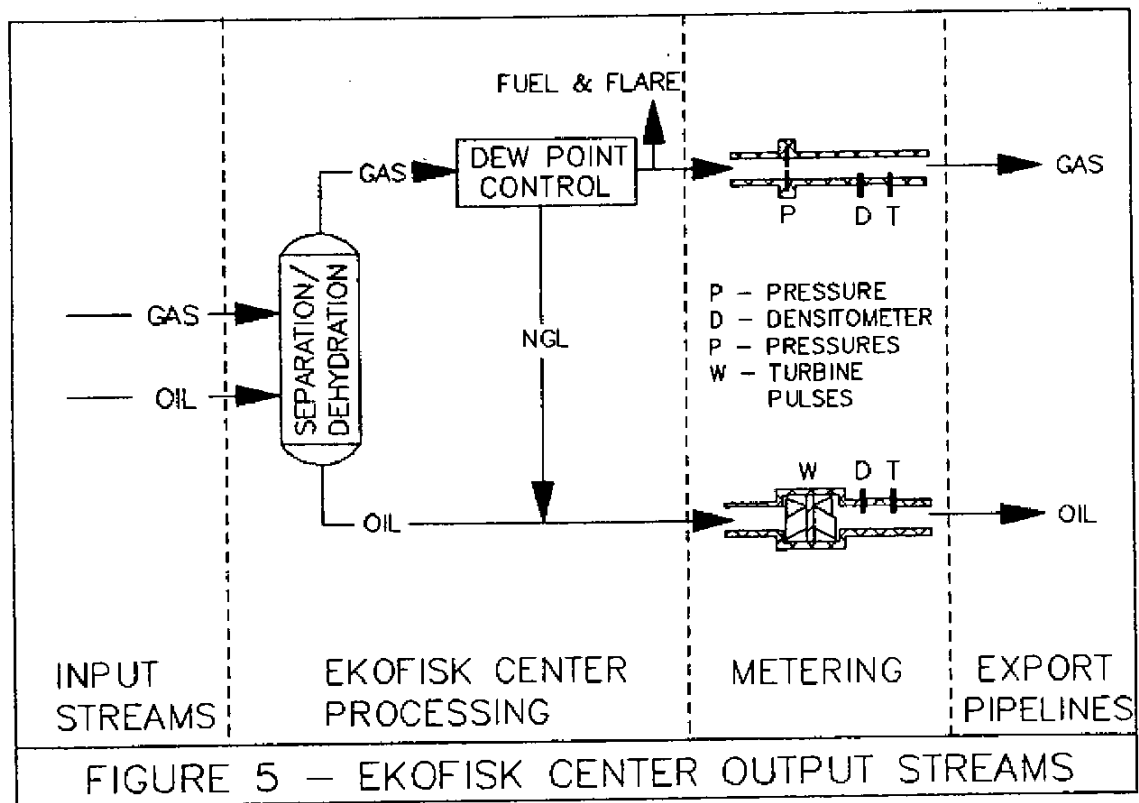 FUEL & FLARE
GAS
DEW POINT
CONTROL
GAS
P
D
T
GAS
OIL
SEPARATION/
DEHYDRATION
NGL
P – PRESSURE
D – DENSITOMETER
P – PRESSURES
W – TURBINE
PULSES
W
D
T
OIL
OIL
INPUT
STREAMS
EKOFISK CENTER
PROCESSING
METERING
EXPORT
PIPELINES
FIGURE 5 – EKOFISK CENTER OUTPUT STREAMS